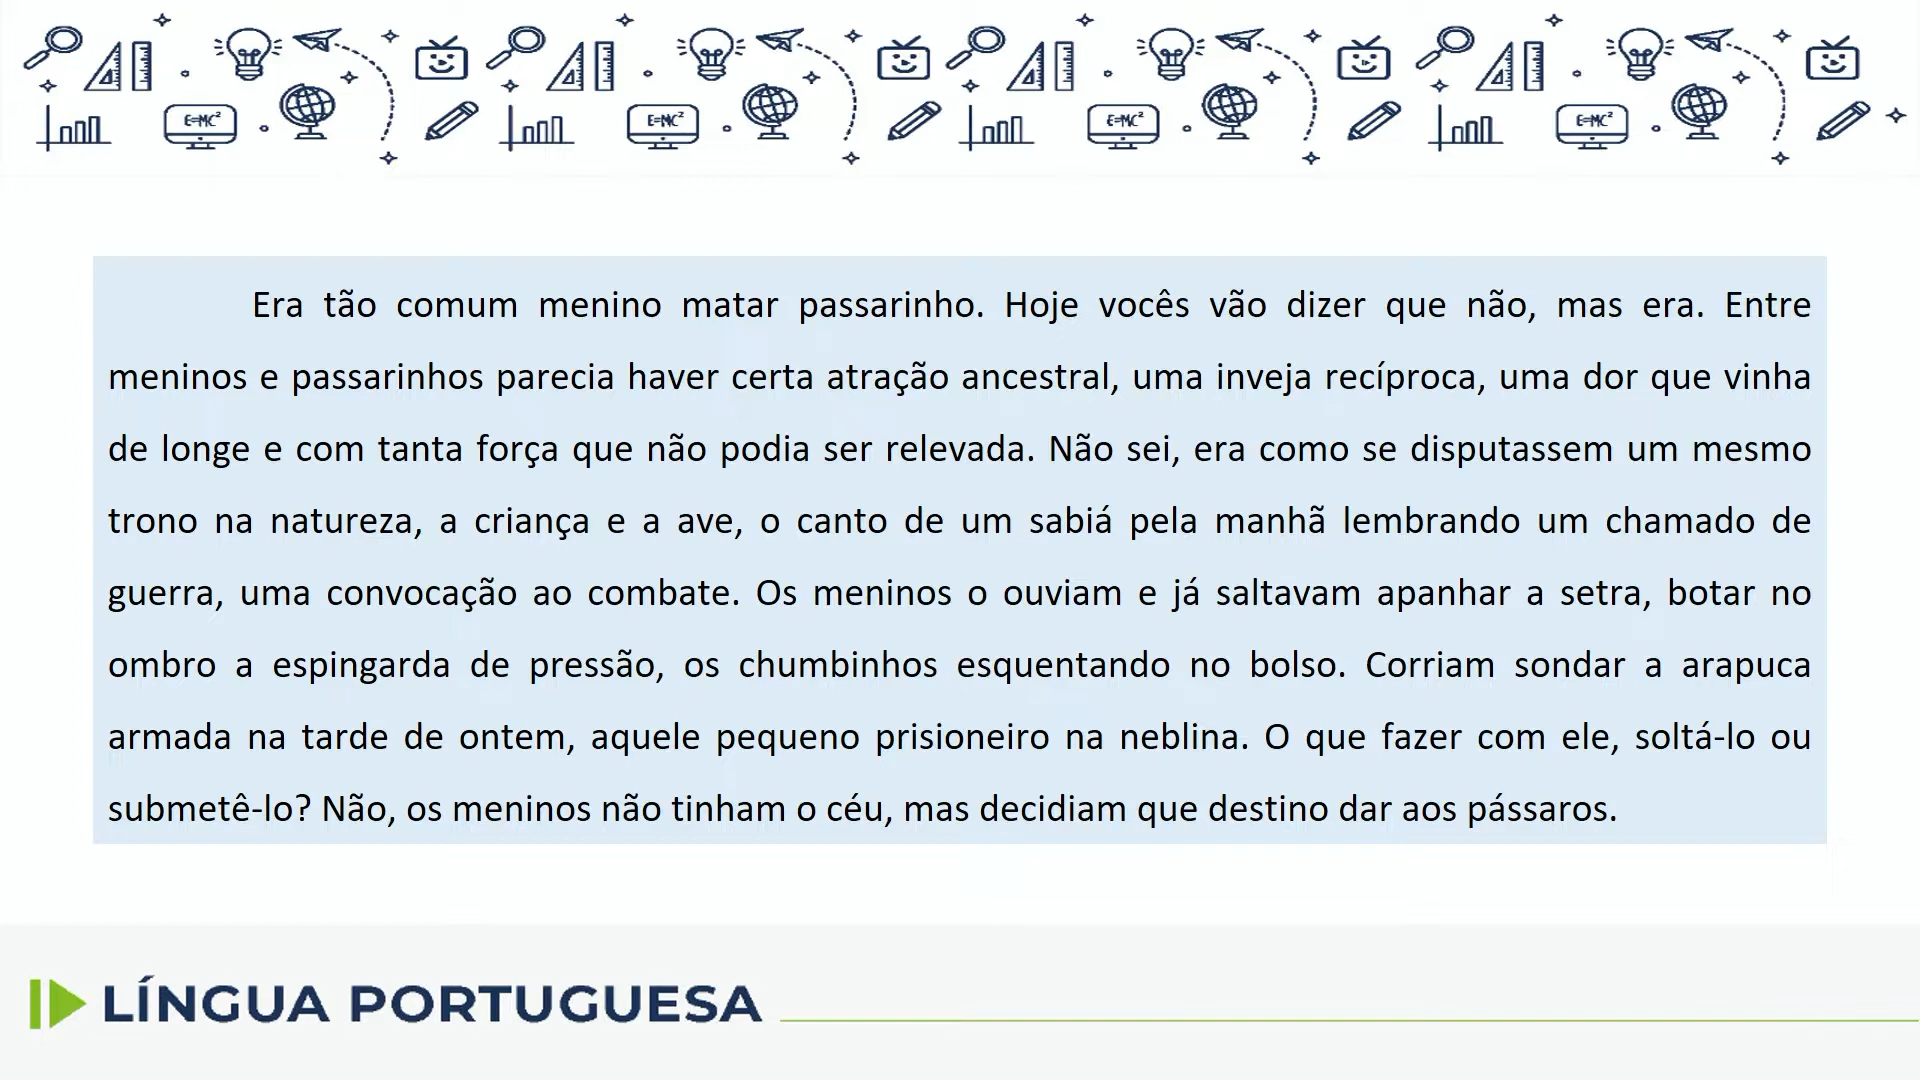 E=MC² E=MC² E=MC² E=MC²
Era tão comum menino matar passarinho. Hoje vocês vão dizer que não, mas era. Entre
meninos e passarinhos parecia haver certa atração ancestral, uma inveja recíproca, uma dor que vinha
de longe e com tanta força que não podia ser relevada. Não sei, era como se disputassem um mesmo
trono na natureza, a criança e a ave, o canto de um sabiá pela manhã lembrando um chamado de
guerra, uma convocação ao combate. Os meninos o ouviam e já saltavam apanhar a setra, botar no
ombro a espingarda de pressão, os chumbinhos esquentando no bolso. Corriam sondar a arapuca
armada na tarde de ontem, aquele pequeno prisioneiro na neblina. O que fazer com ele, soltá-lo ou
submetê-lo? Não, os meninos não tinham o céu, mas decidiam que destino dar aos pássaros.
LÍNGUA PORTUGUESA